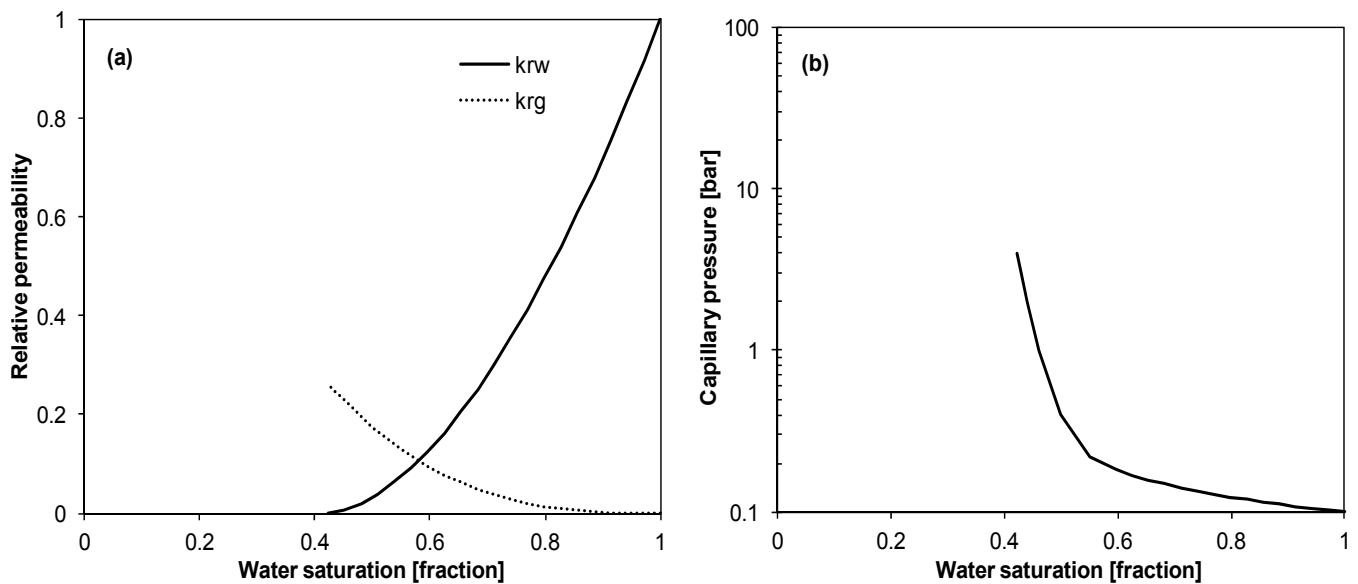 (a)
krw
krg
Relative permeability
1
0.8
0.6
0.4
0.2
0
0
0.2
0.4
0.6
0.8
1
Water saturation [fraction]
(b)
Capillary pressure [bar]
100
10
1
0.1
0
0.2
0.4
0.6
0.8
1
Water saturation [fraction]